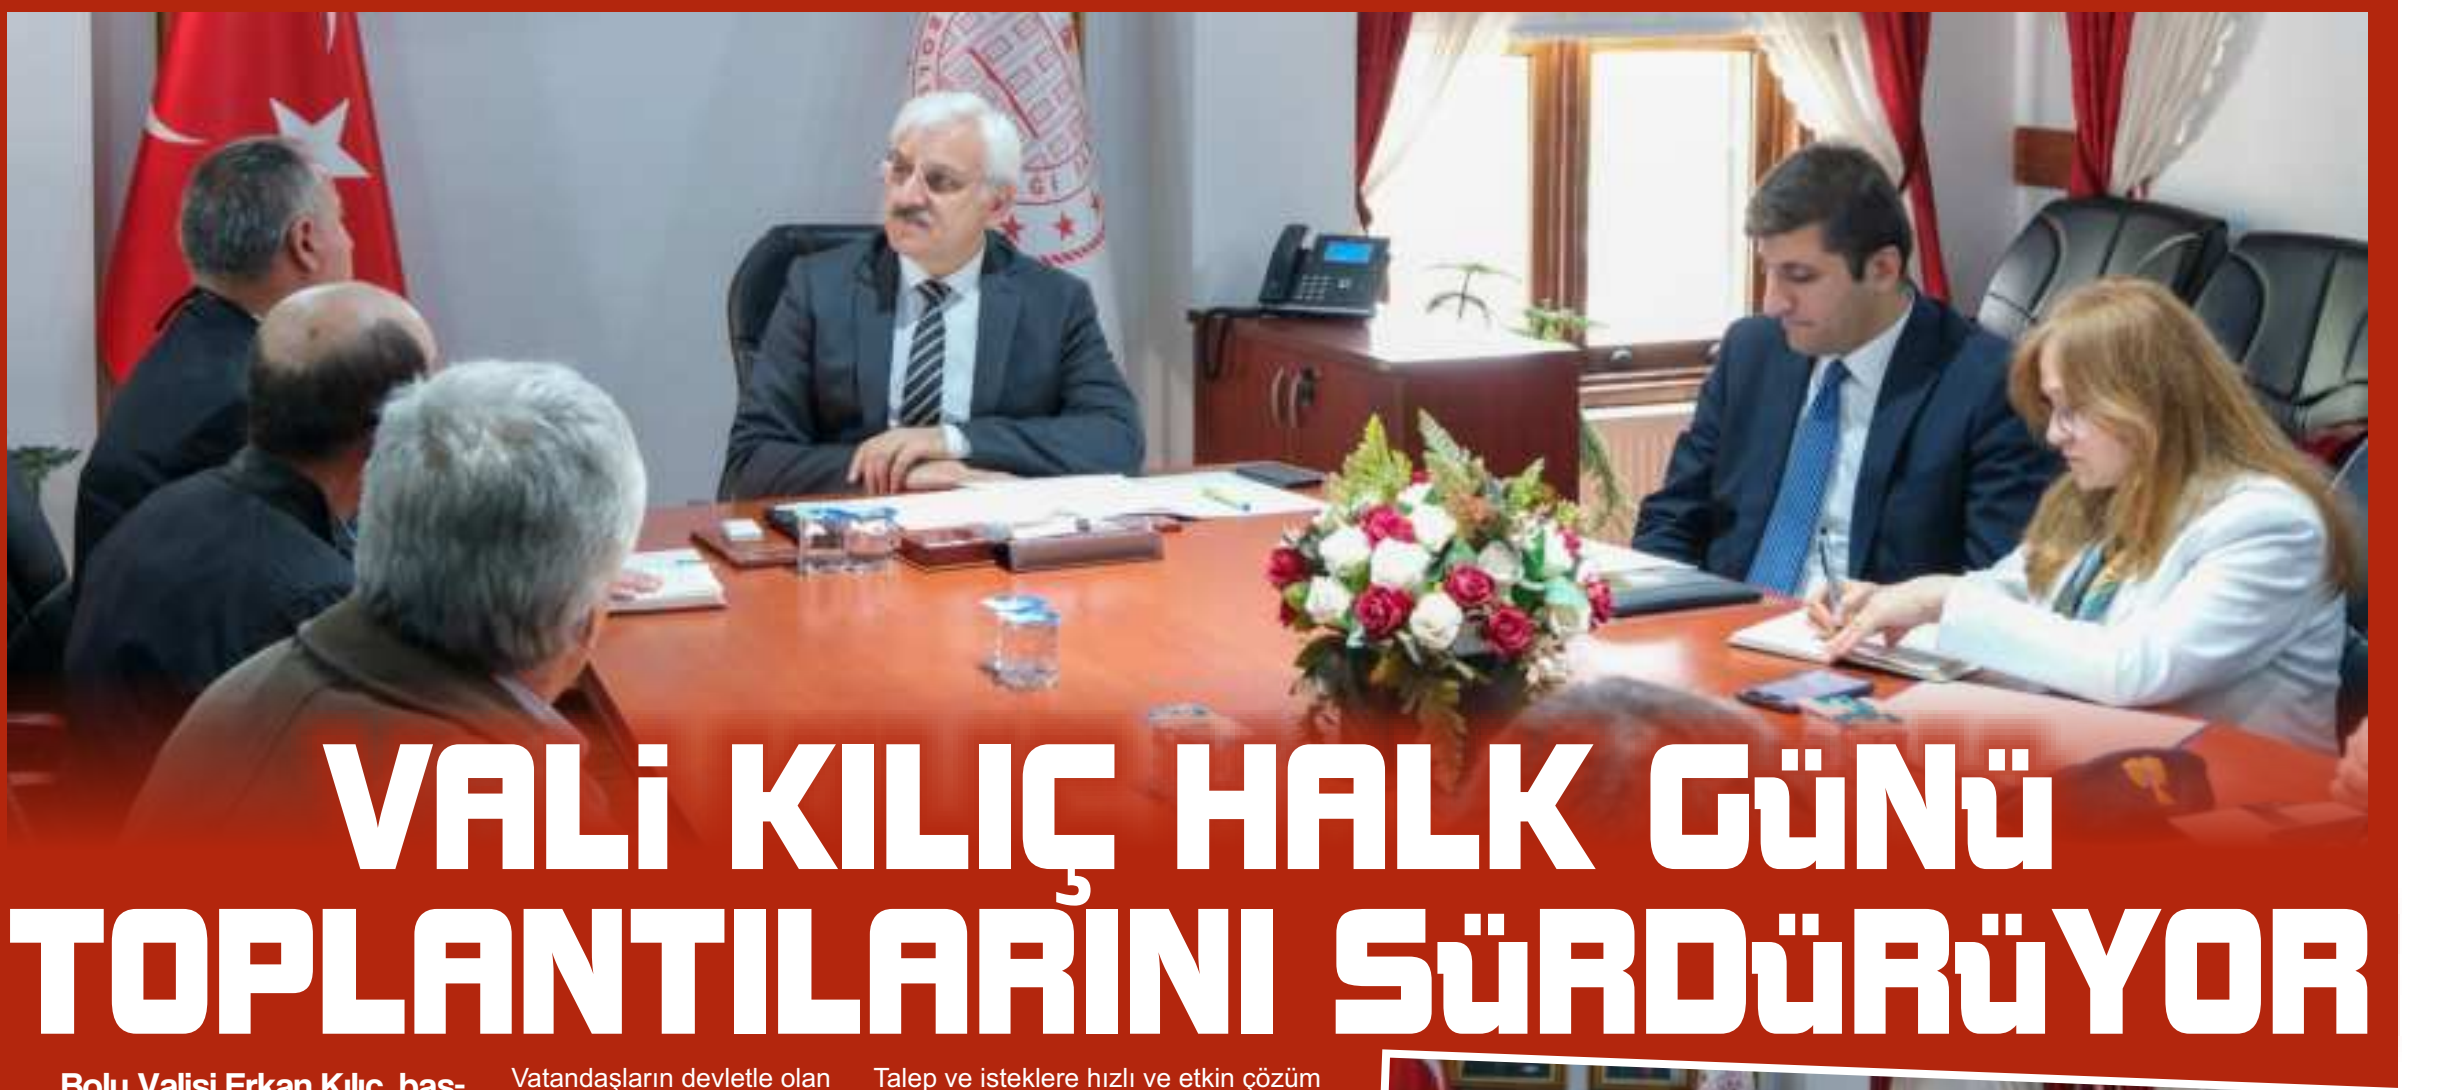 VALİ KILIÇ HALK GÜNÜ
TOPLANTILARINI SÜRDÜRÜYOR
Bolu Valisi Erkan Kılıç, baş-
Vatandaşların devletle olan
Talep ve isteklere hızlı ve etkin çözüm